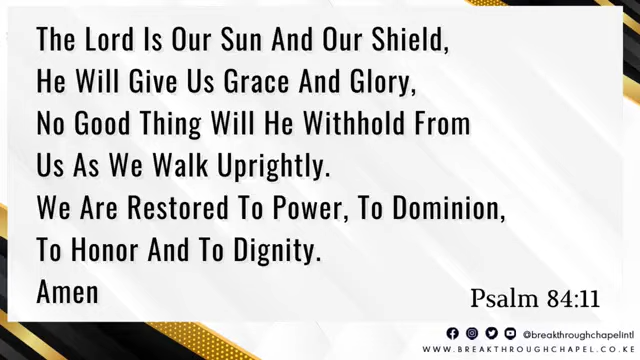 The Lord Is Our Sun And Our Shield,
He Will Give Us Grace And Glory,
No Good Thing Will He Withhold From
Us As We Walk Uprightly.
We Are Restored To Power, To Dominion,
To Honor And To Dignity.
Amen
Psalm 84:11
@breakthroughchapelintl
WWW.BREAKTHROUGHCHAPEL.CO.KE